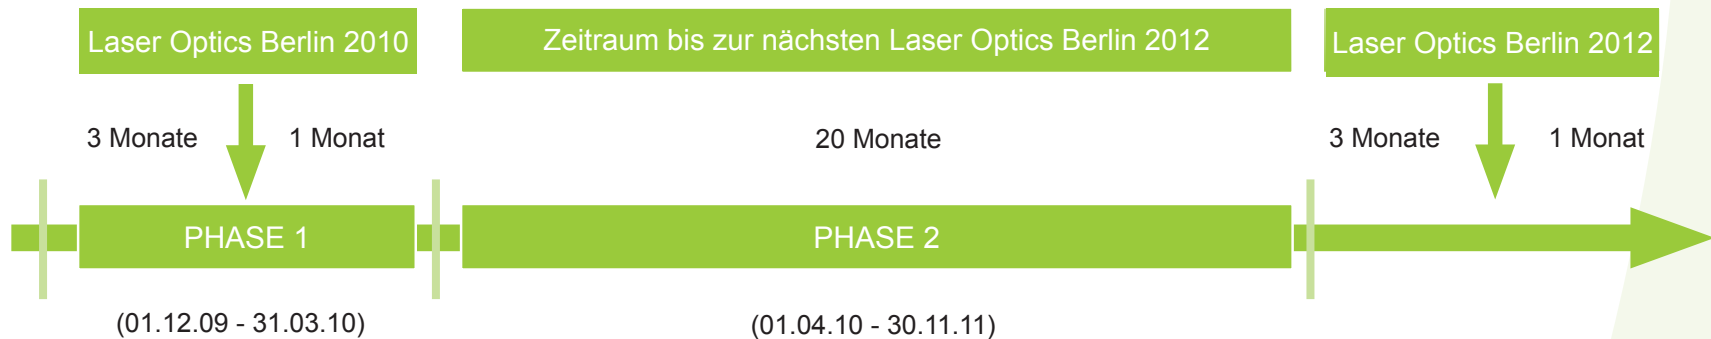 Laser Optics Berlin 2010
Zeitraum bis zur nächsten Laser Optics Berlin 2012
Laser Optics Berlin 2012
3 Monate
1 Monat
20 Monate
3 Monate
1 Monat
PHASE 1
PHASE 2
(01.12.09 - 31.03.10)
(01.04.10 - 30.11.11)